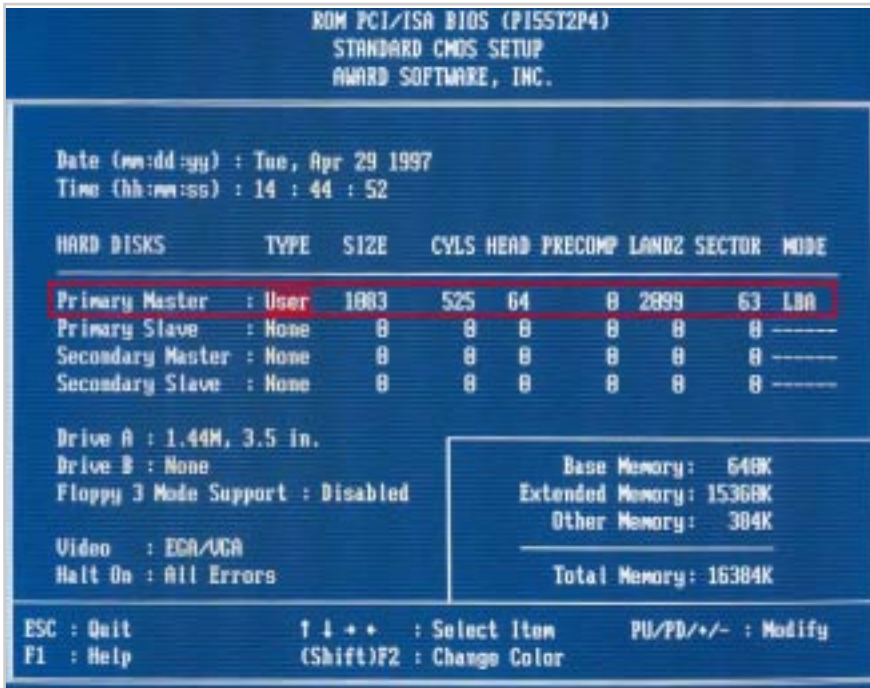 ROM PCI/ISA BIOS (PI55T2P4)
STANDARD CMOS SETUP
AWARD SOFTWARE, INC.
Date (mm:dd:yy) : Tue, Apr 29 1997
Time (hh:mm:ss) : 14 : 44 : 52
HARD DISKS TYPE SIZE CYLS HEAD PRECOMP LANDZ SECTOR MODE
Primary Master : User 1083 525 64 0 2099 63 LBA
Primary Slave : None 0 0 0 0 0 0 ------
Secondary Master : None 0 0 0 0 0 0 ------
Secondary Slave : None 0 0 0 0 0 0 ------
Drive A : 1.44M, 3.5 in.
Drive B : None
Floppy 3 Mode Support : Disabled
Video : EGA/VGA
Halt On : All Errors
Base Memory: 640K
Extended Memory: 15360K
Other Memory: 384K
Total Memory: 16384K
ESC : Quit ↑ ↓ → ← : Select Item PU/PD/+/- : Modify
F1 : Help (Shift)F2 : Change Color